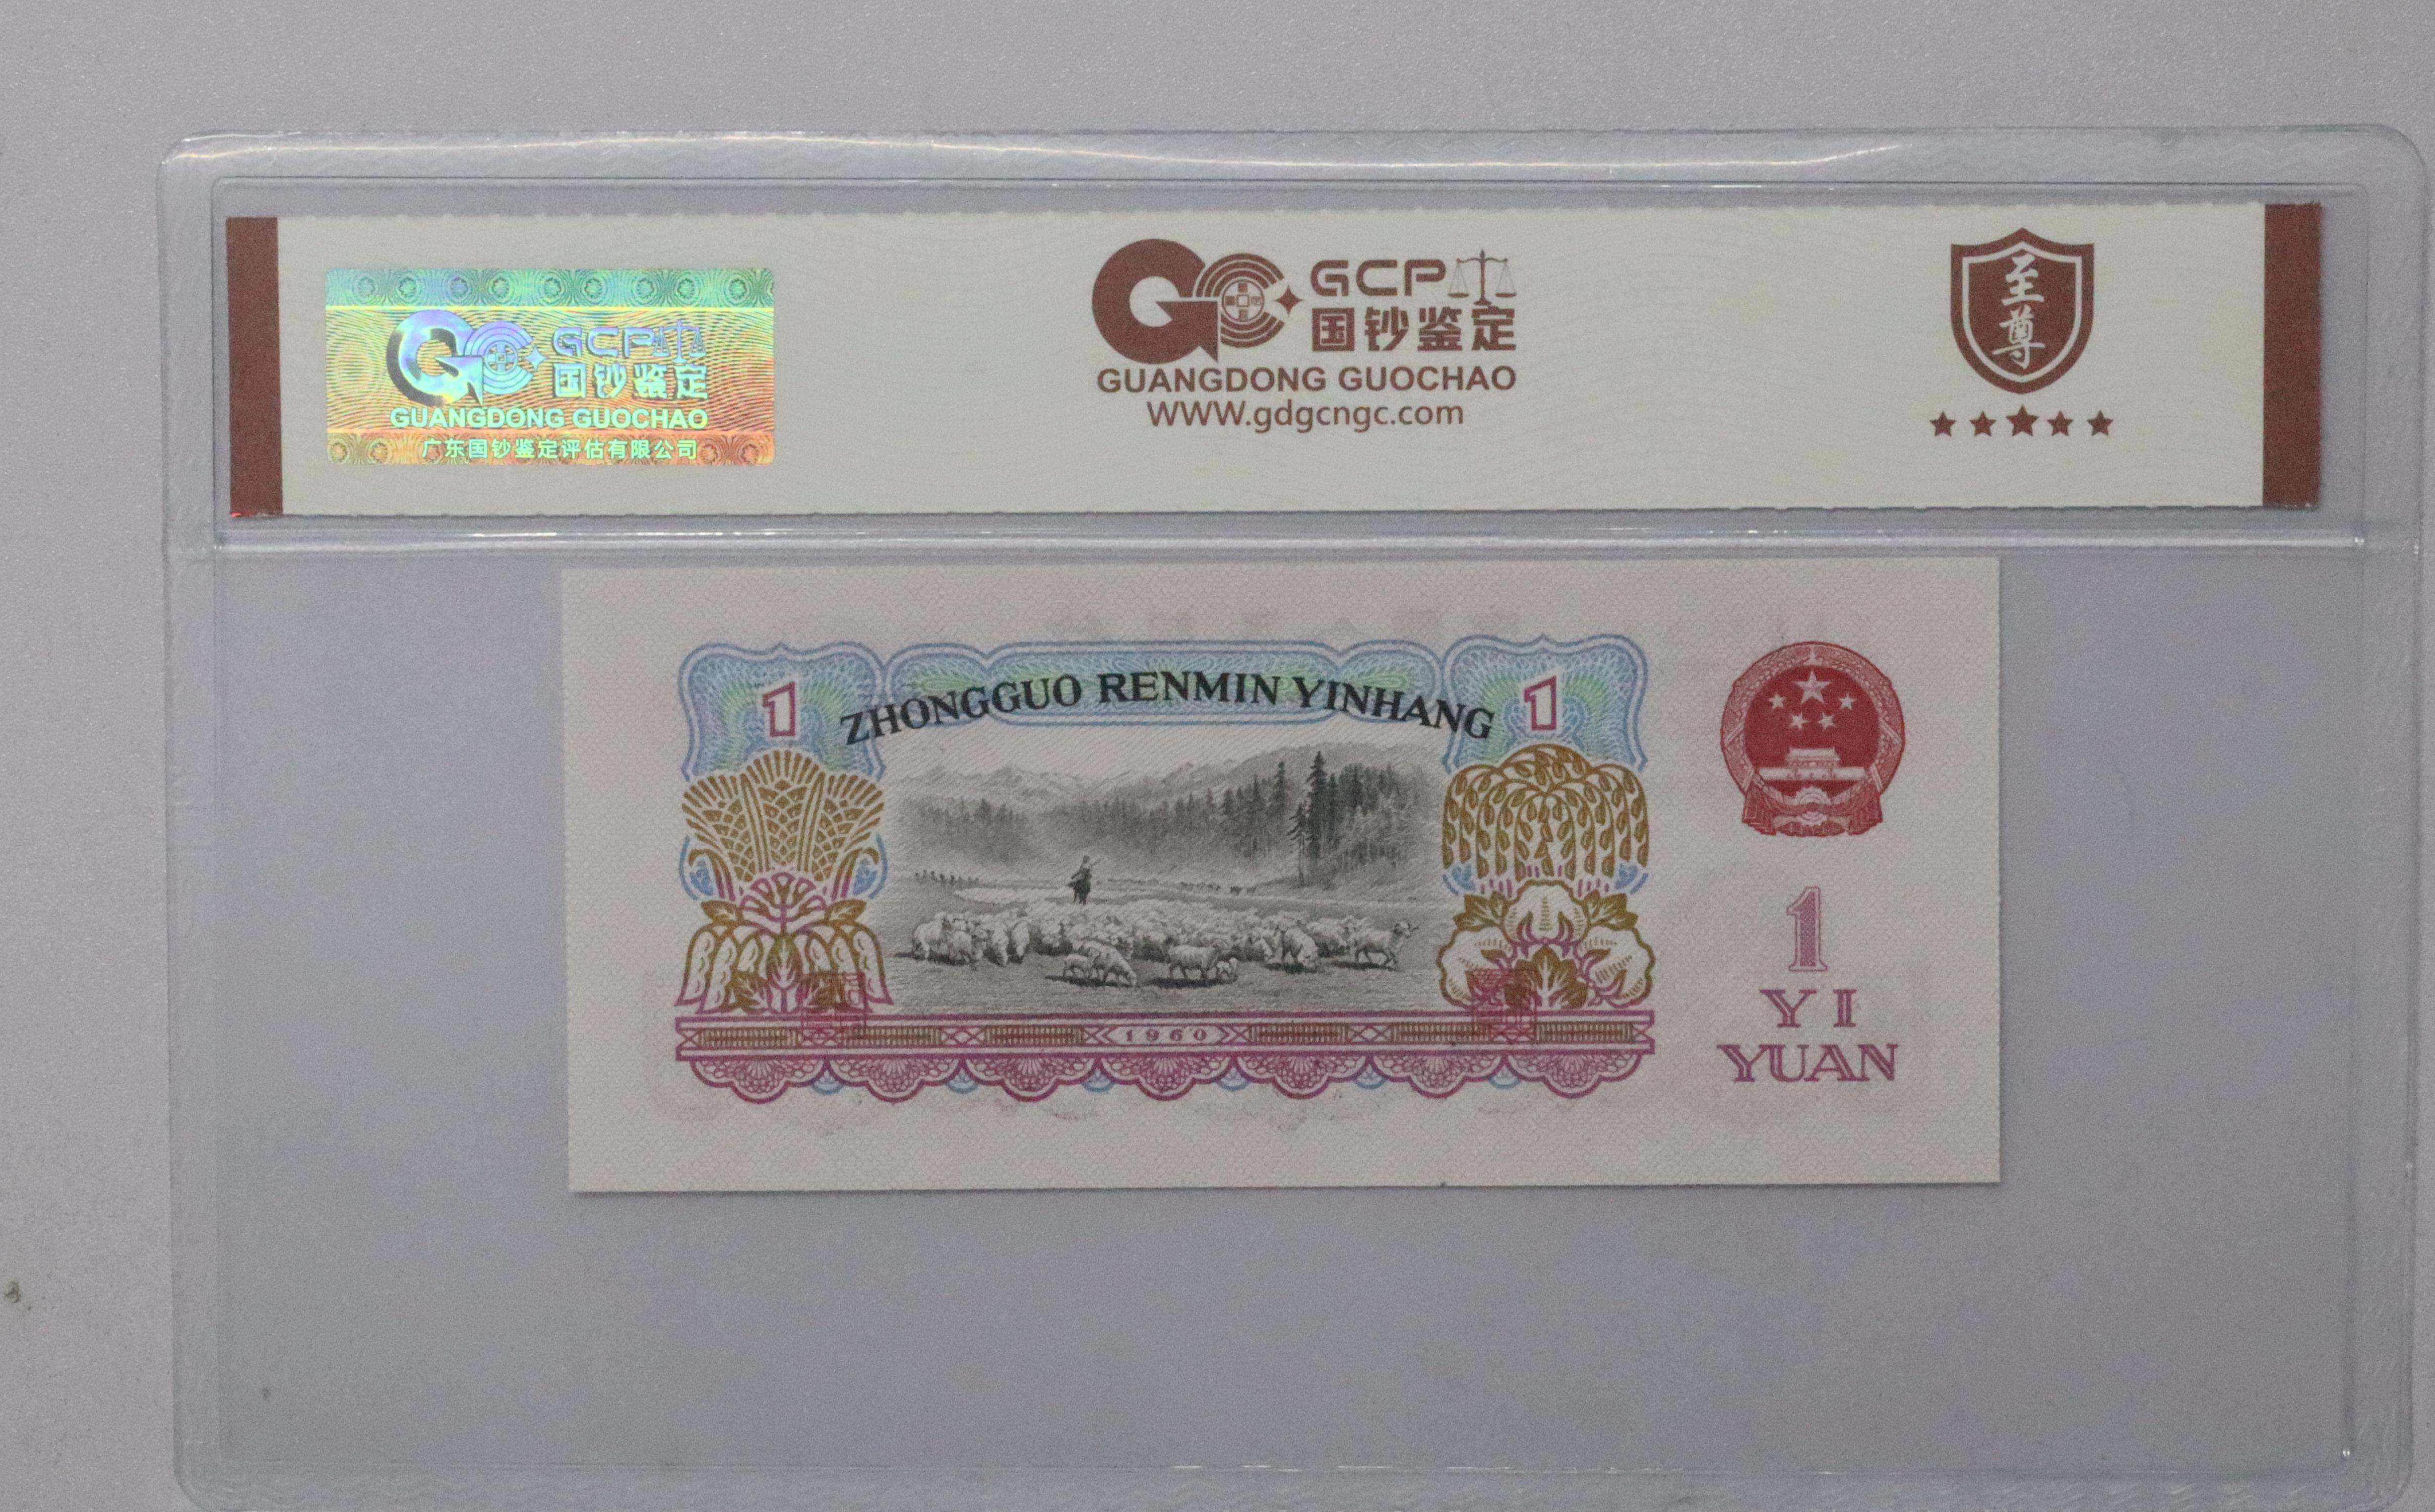 GCP
国钞鉴定
GUANGDONG GUOCHAO
广东国钞鉴定评估有限公司
GCP
国钞鉴定
GUANGDONG GUOCHAO
WWW.gdgcngc.com
至尊
1
ZHONGGUO RENMIN YINHANG
1
1960
1
YI
YUAN